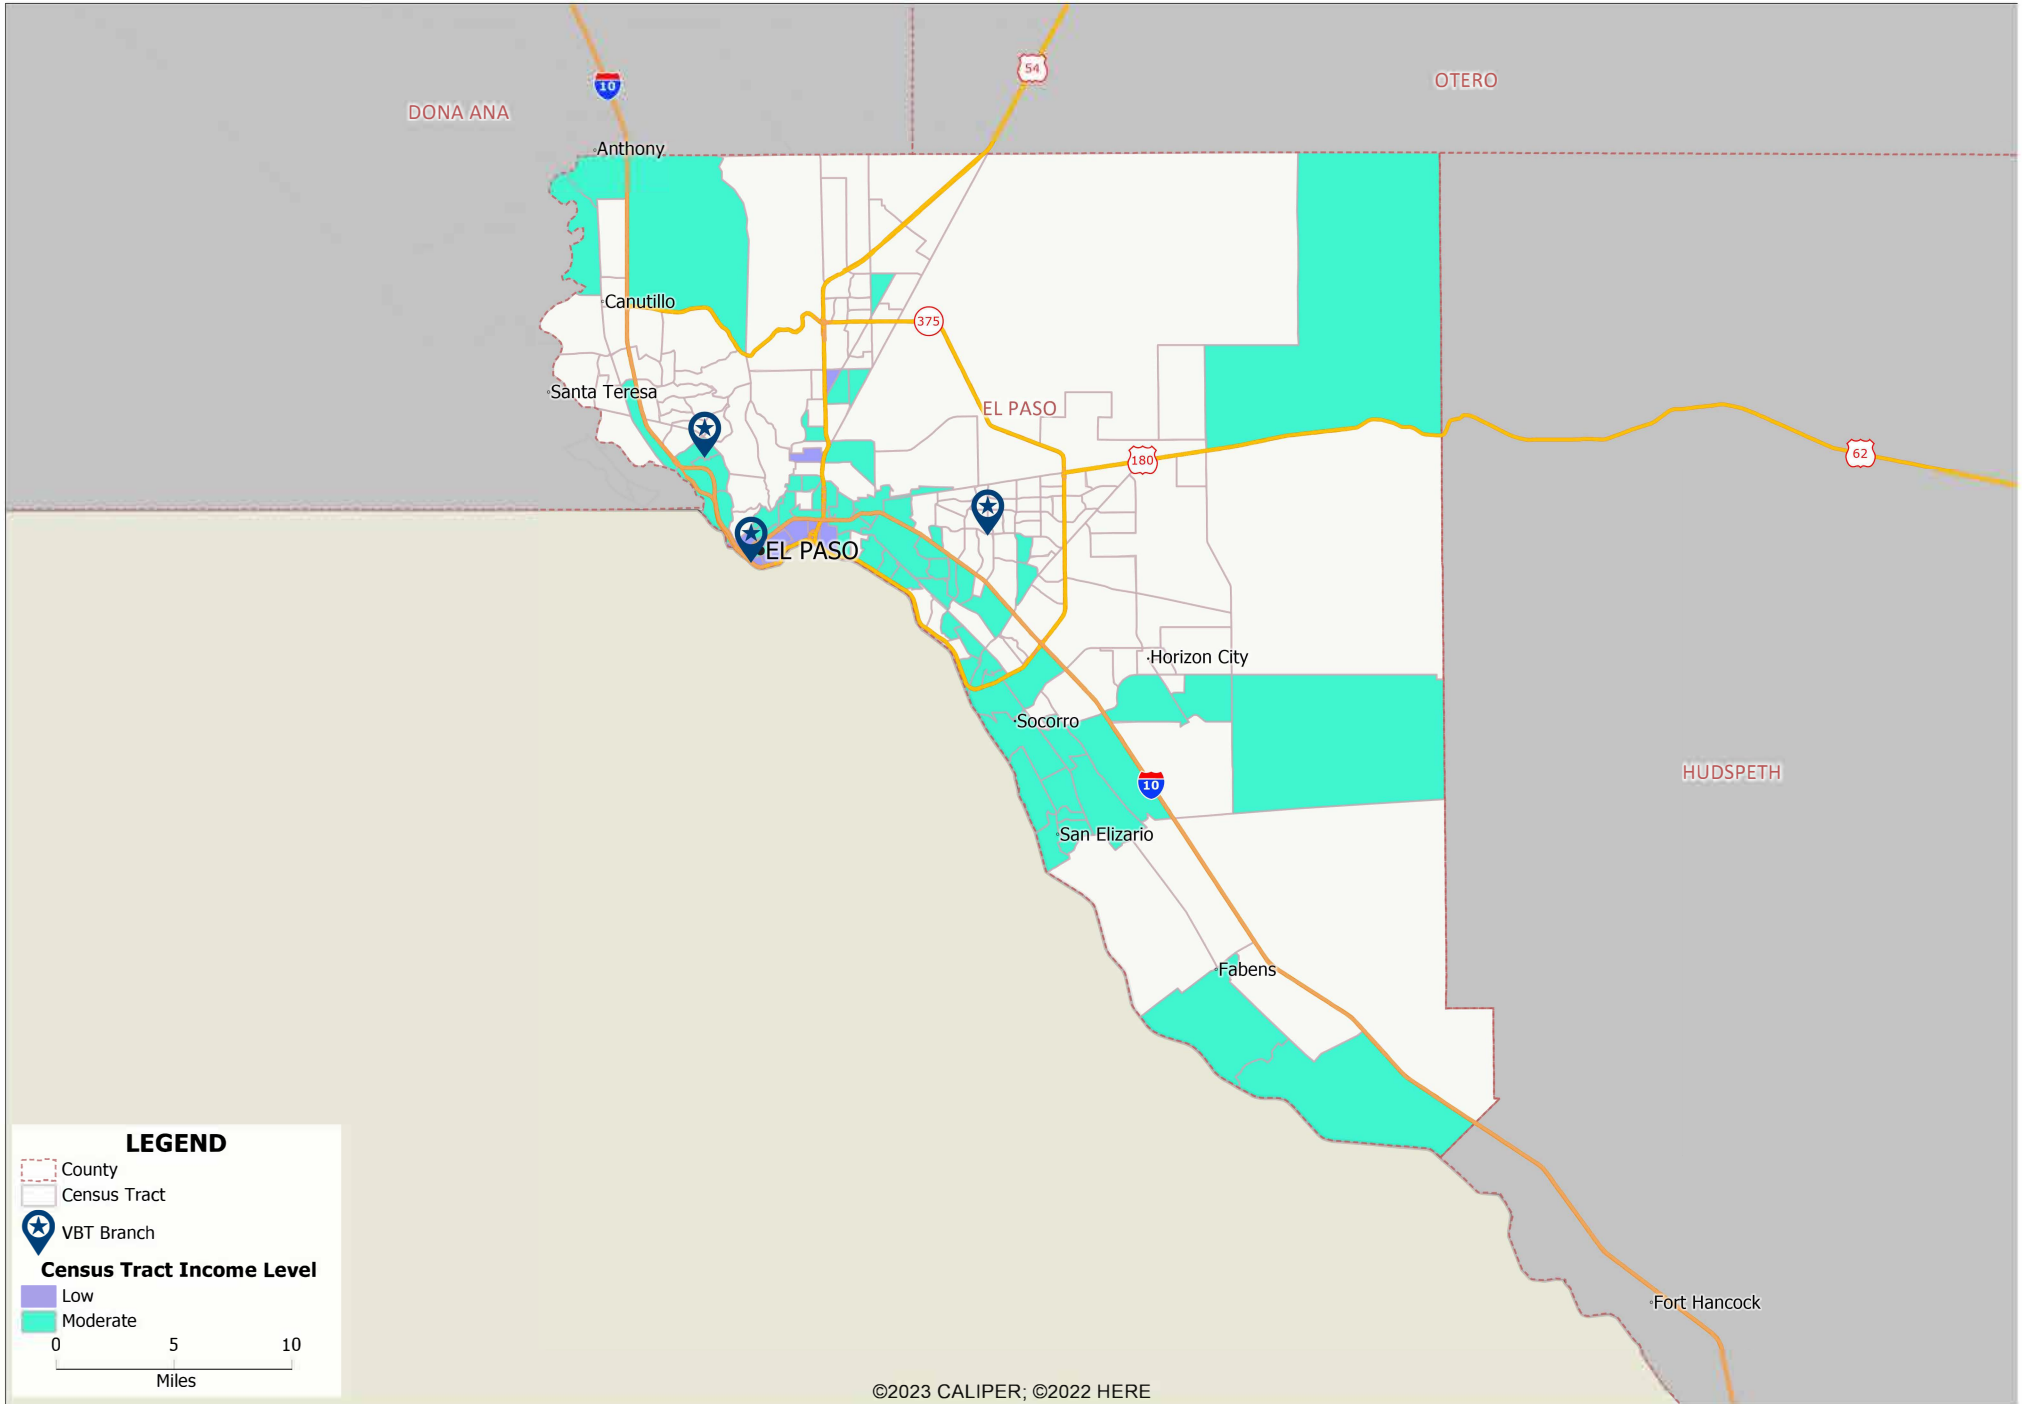 54
OTERO
10
DONA ANA
Anthony
Canutillo
375
Santa Teresa
EL PASO
180
62
EL PASO
Horizon City
Socorro
HUDSPETH
10
San Elizario
Fabens
Fort Hancock
LEGEND
County
Census Tract
VBT Branch
Census Tract Income Level
Low
Moderate
0 5 10
Miles
©2023 CALIPER; ©2022 HERE